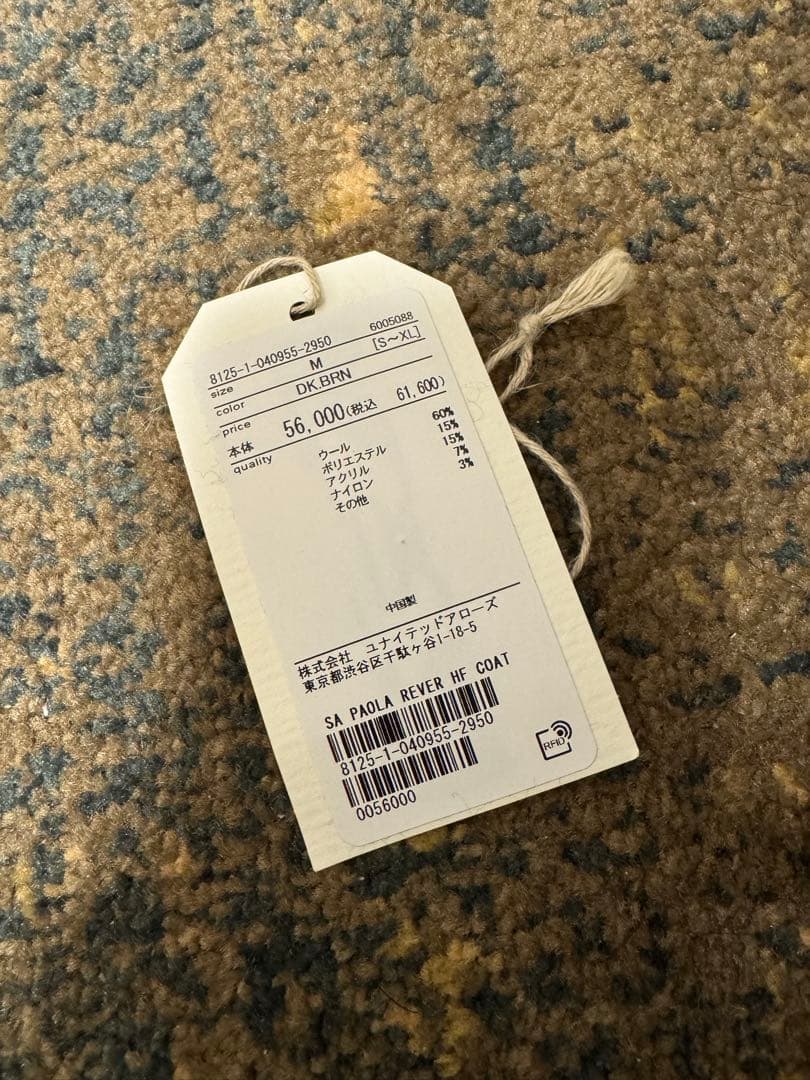 8125-1-040955-2950 6005088
size M [S～XL]
color DK.BRN
price
本体 56,000(税込 61,600)
quality ウール 60%
ポリエステル 15%
アクリル 15%
ナイロン 7%
その他 3%
中国製
株式会社 ユナイテッドアローズ
東京都渋谷区千駄ヶ谷1-18-5
SA PAOLA REVER HF COAT
8125-1-040955-2950
0056000
RFID